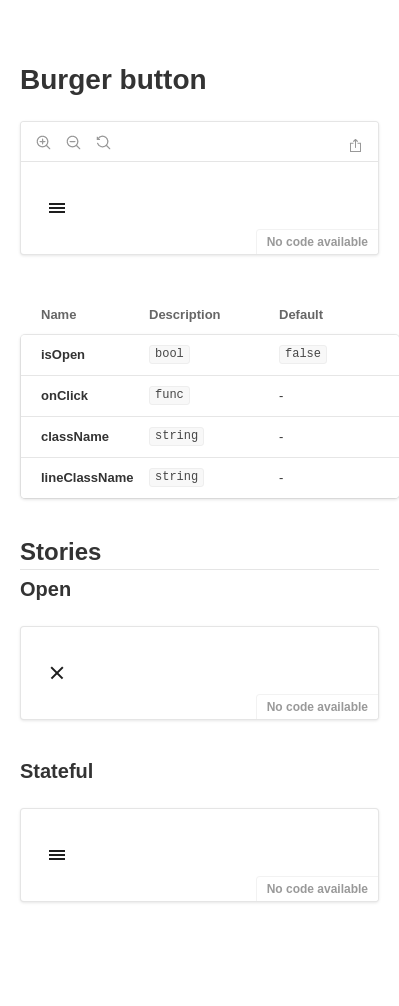 Burger button
No code available
Name Description Default
isOpen bool false
onClick func -
className string -
lineClassName string -
Stories
Open
No code available
Stateful
No code available